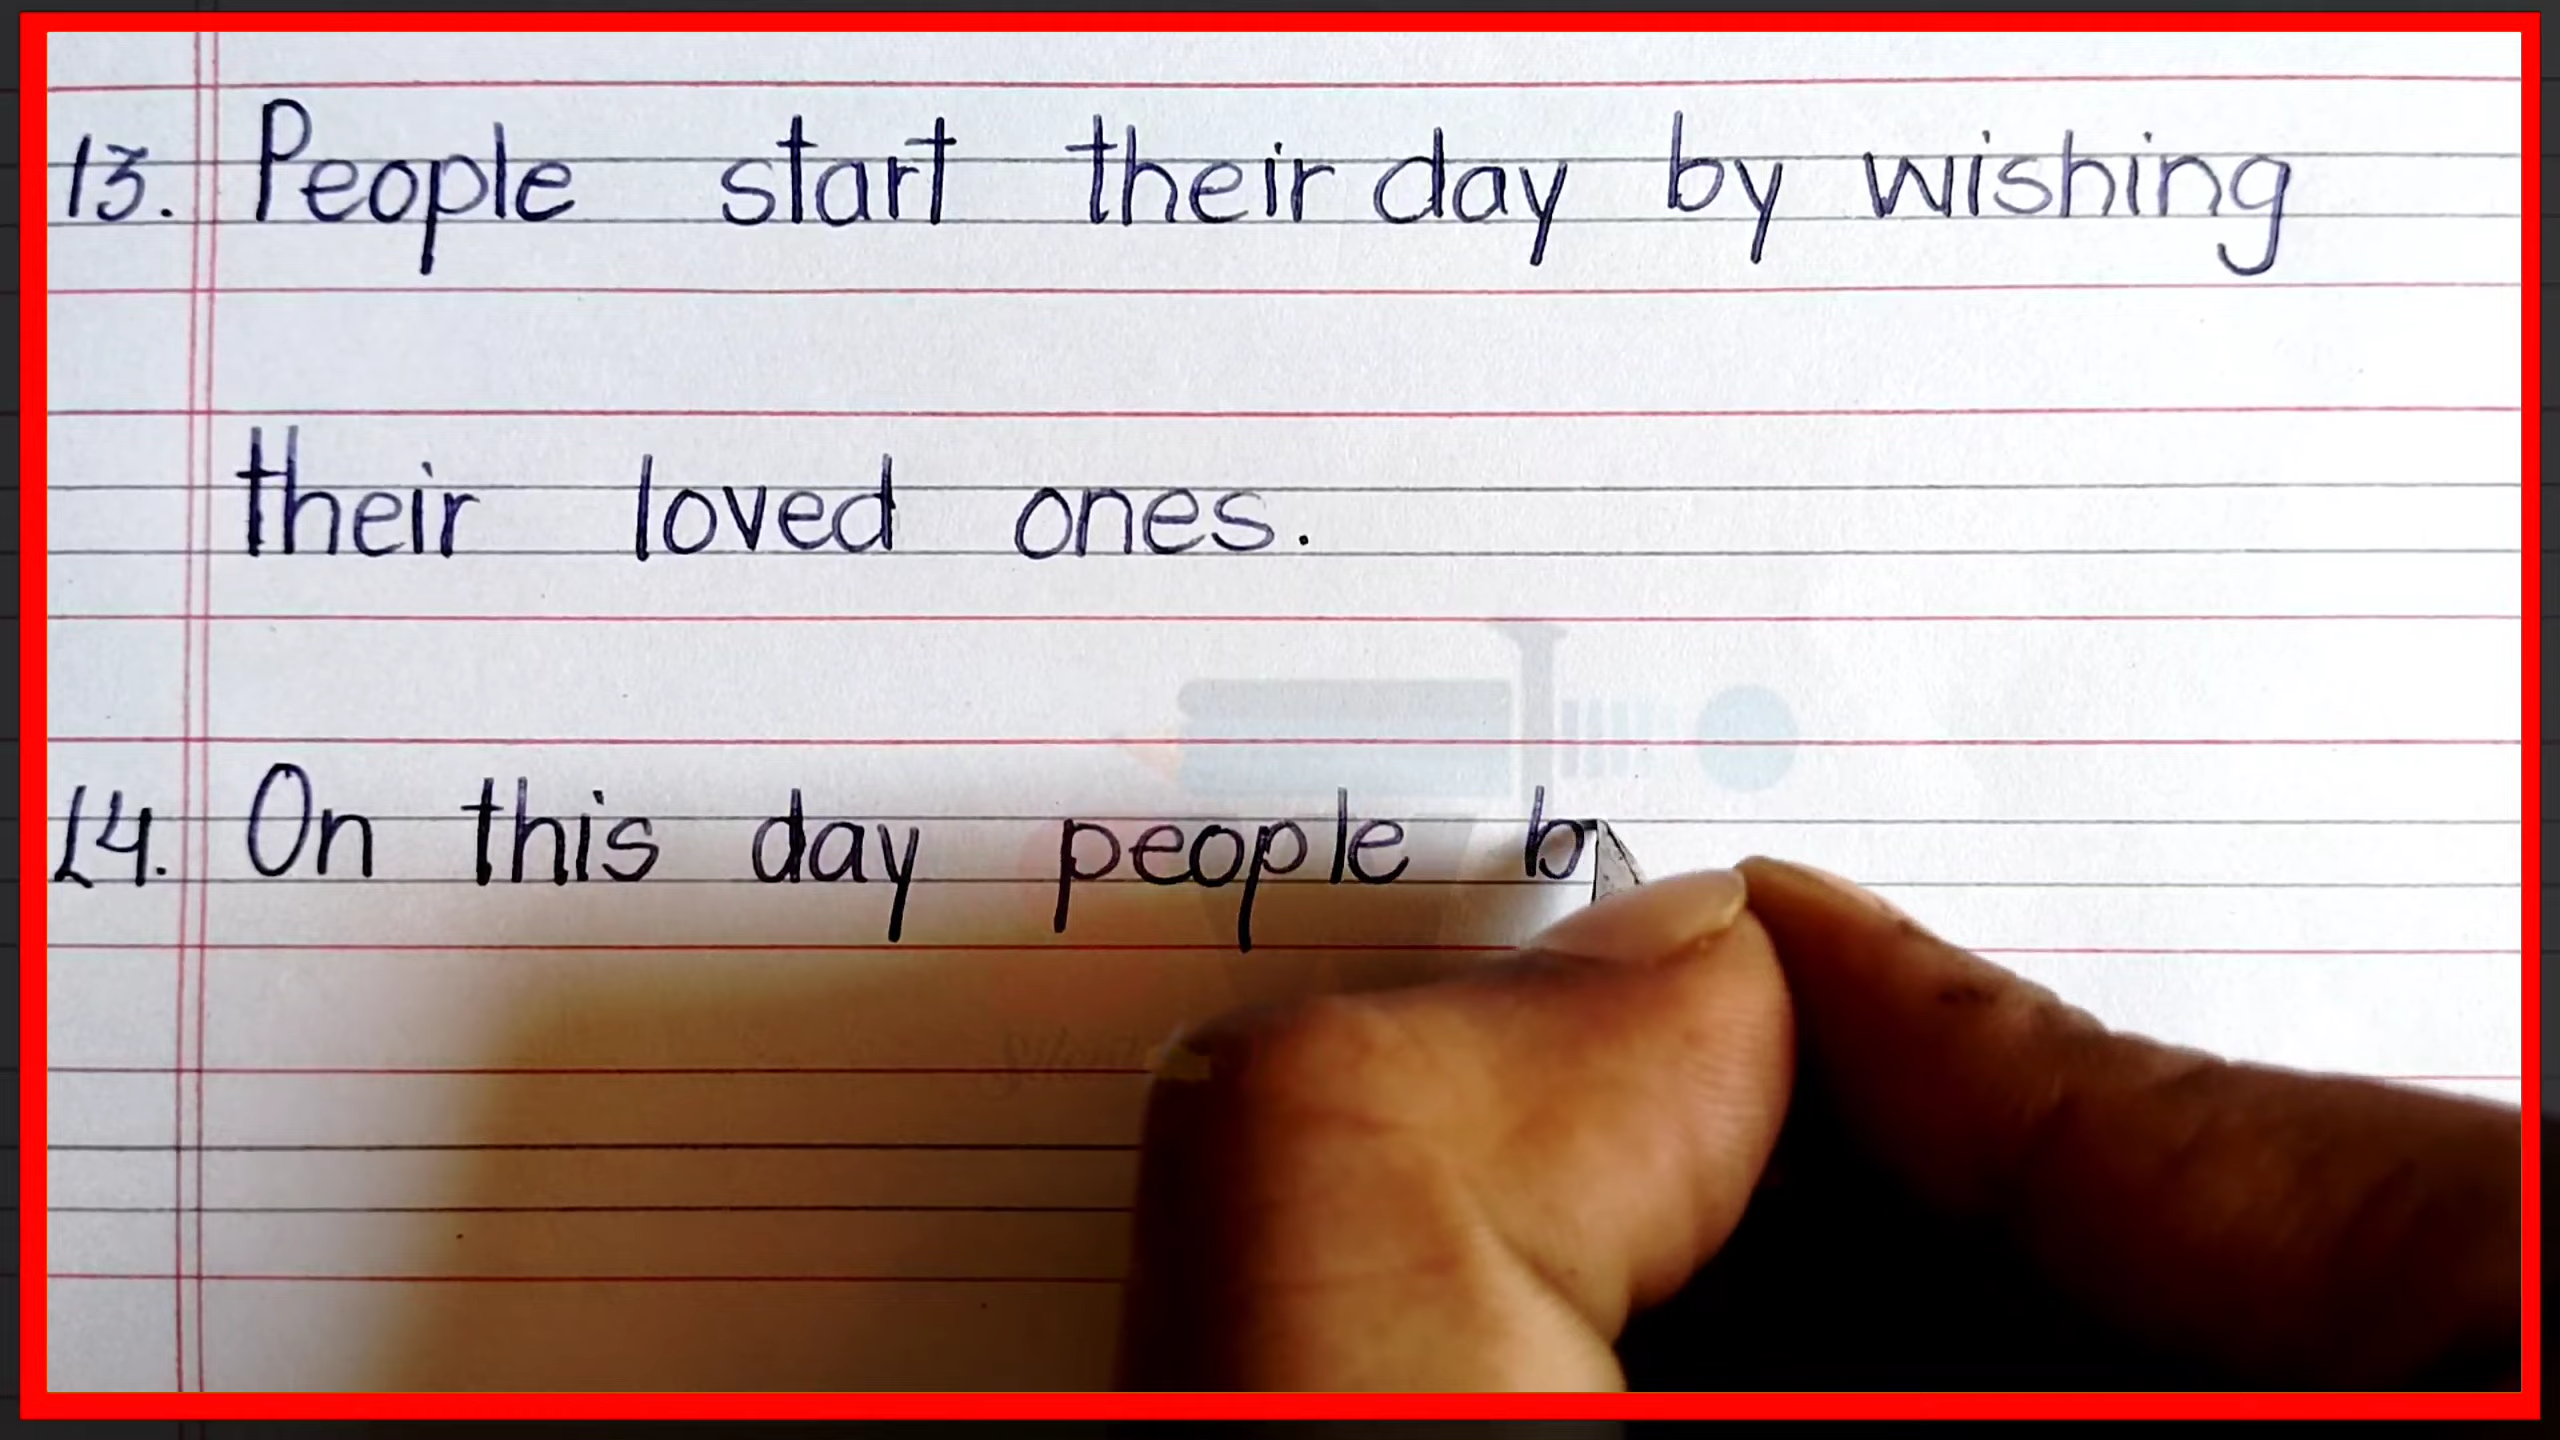 13. People start their day by wishing
their loved ones.
14. On this day people b